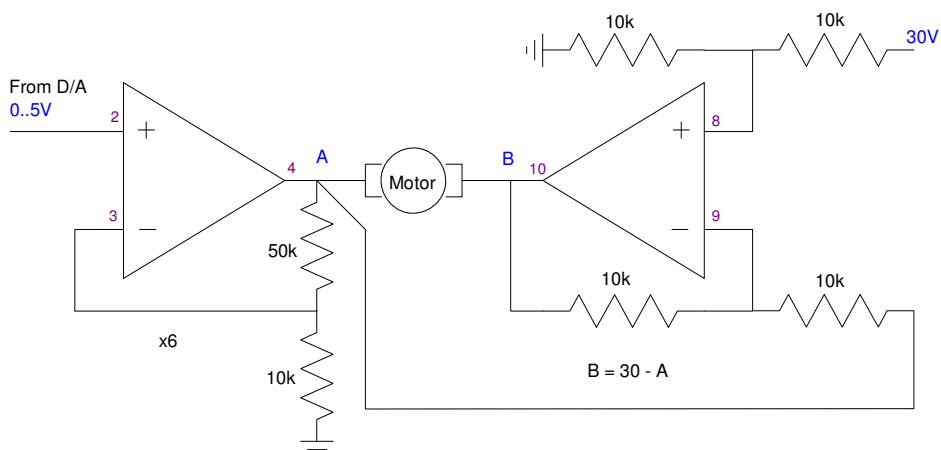 10k
10k
30V
From D/A
0..5V
2
+
8
+
A
B
4
10
Motor
3
−
9
−
50k
10k
10k
x6
10k
B = 30 - A